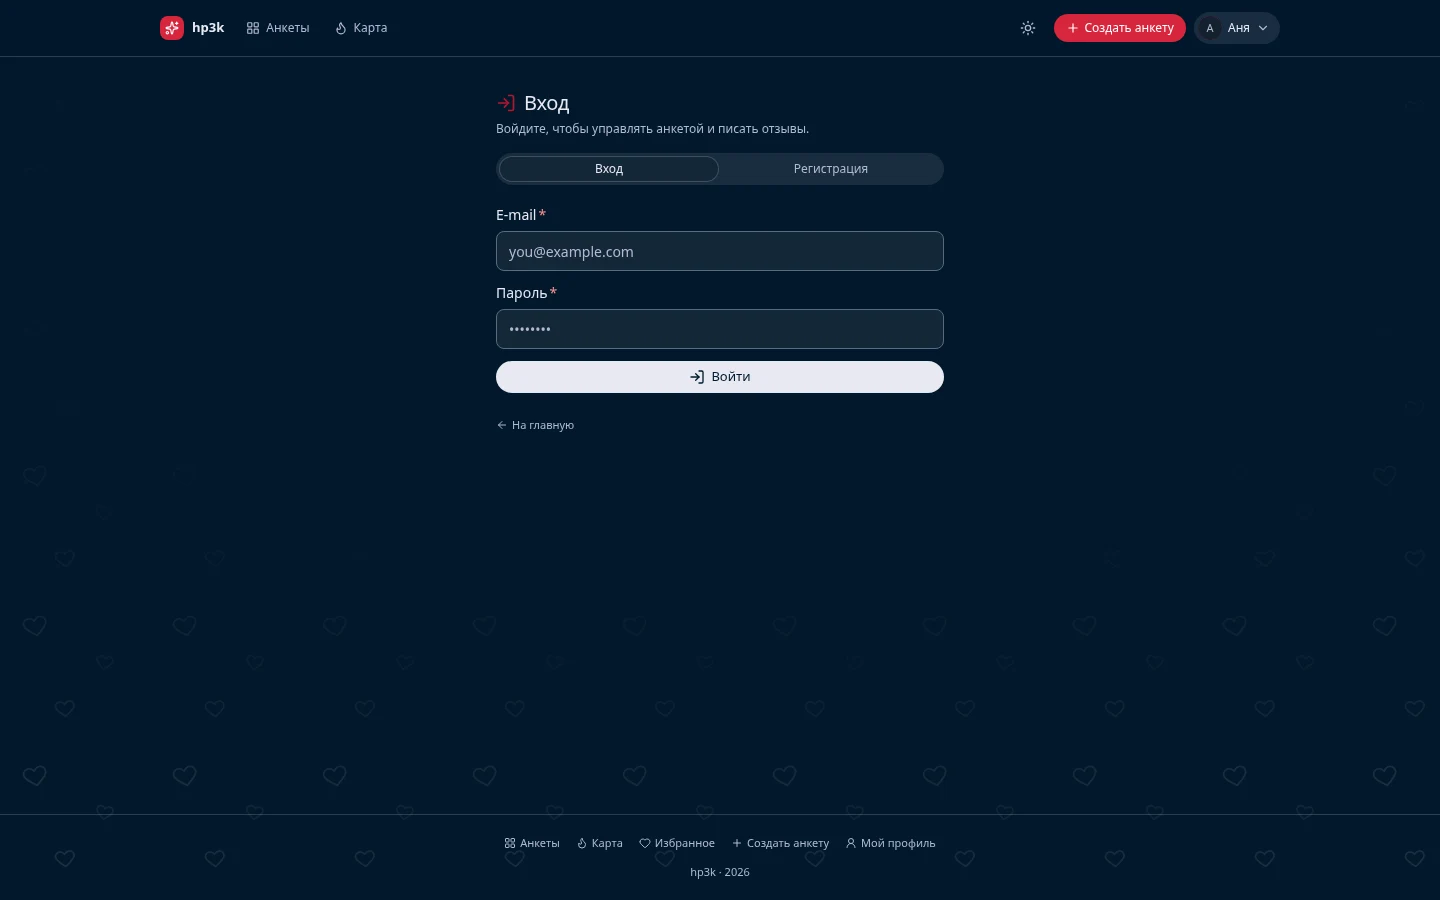 hp3k
Анкеты
Карта
Создать анкету
А
Аня
Вход
Войдите, чтобы управлять анкетой и писать отзывы.
Вход
Регистрация
E-mail *
you@example.com
Пароль *
••••••••
Войти
← На главную
Анкеты
Карта
Избранное
Создать анкету
Мой профиль
hp3k · 2026